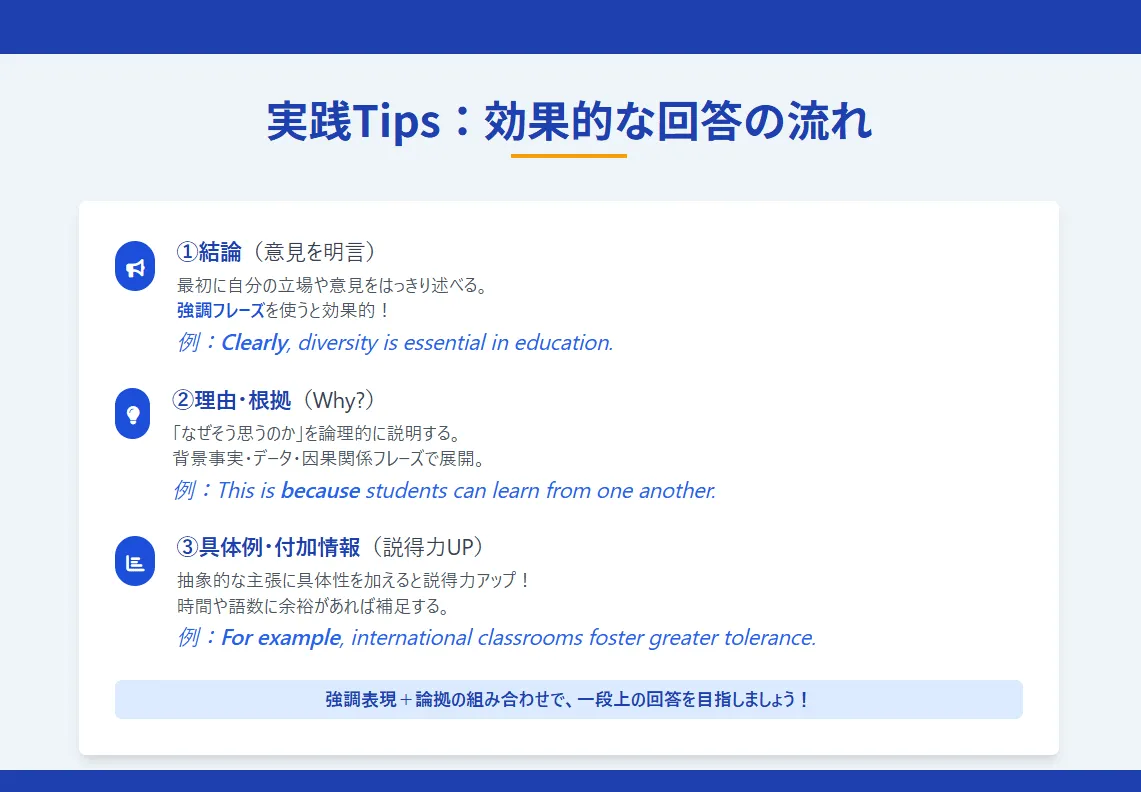 実践Tips：効果的な回答の流れ
①結論（意見を明言）
最初に自分の立場や意見をはっきり述べる。
強調フレーズを使うと効果的！
例：Clearly, diversity is essential in education.
②理由・根拠（Why?）
「なぜそう思うのか」を論理的に説明する。
背景事実・データ・因果関係フレーズで展開。
例：This is because students can learn from one another.
③具体例・付加情報（説得力UP）
抽象的な主張に具体性を加えると説得力アップ！
時間や語数に余裕があれば補足する。
例：For example, international classrooms foster greater tolerance.
強調表現＋論拠の組み合わせで、一段上の回答を目指しましょう！